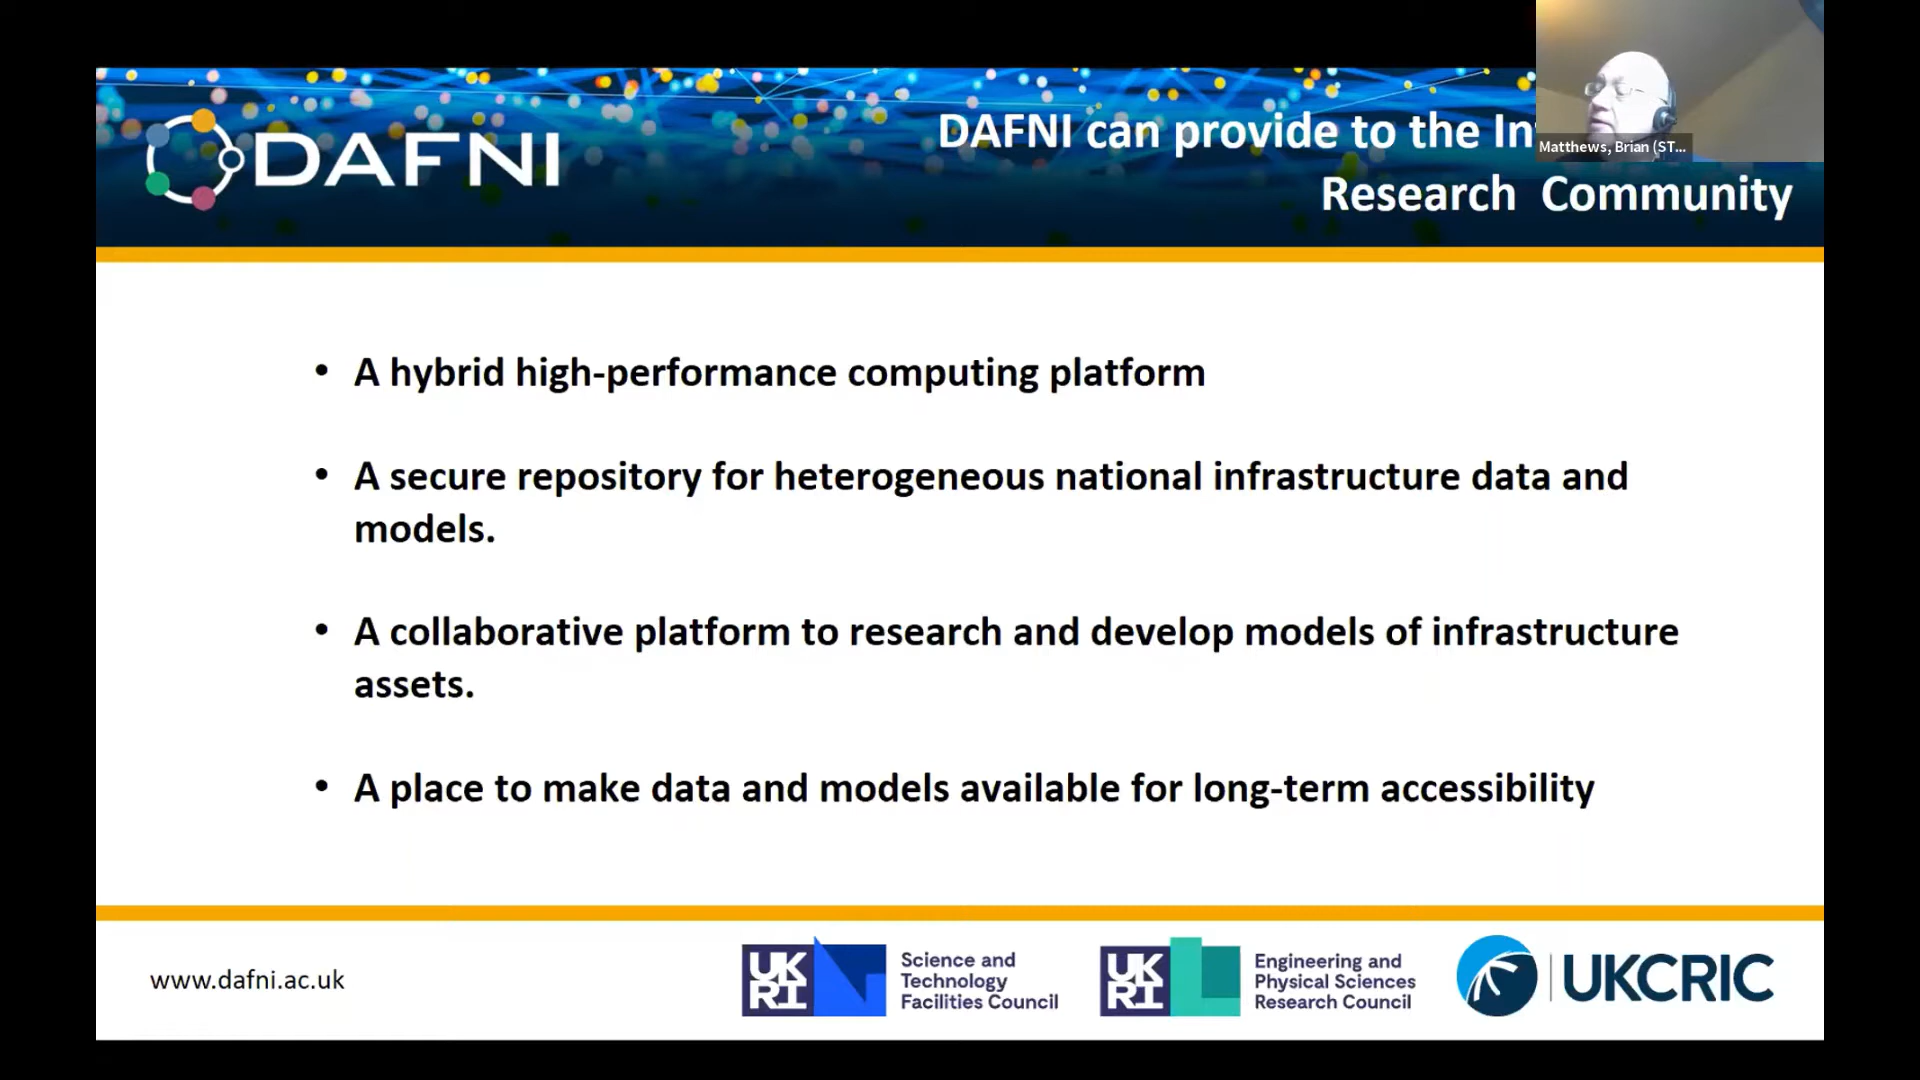 DAFNI
DAFNI can provide to the In
Research Community
Matthews, Brian (ST...
• A hybrid high-performance computing platform
• A secure repository for heterogeneous national infrastructure data and
models.
• A collaborative platform to research and develop models of infrastructure
assets.
• A place to make data and models available for long-term accessibility
www.dafni.ac.uk
UK
RI
Science and
Technology
Facilities Council
UK
RI
Engineering and
Physical Sciences
Research Council
UKCRIC